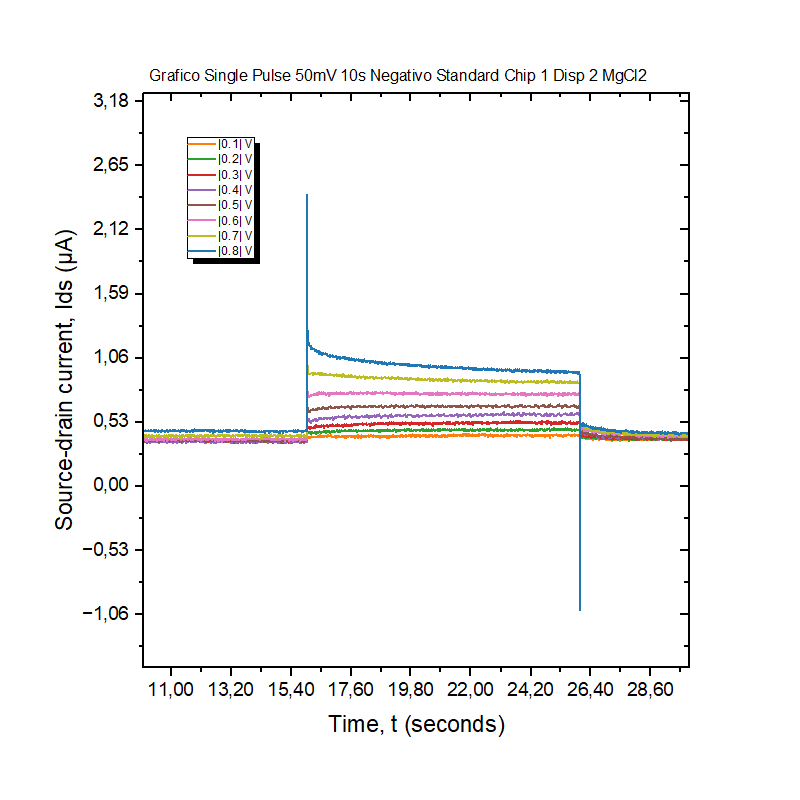 Grafico Single Pulse 50mV 10s Negativo Standard Chip 1 Disp 2 MgCl2
3,18
2,65
2,12
1,59
1,06
0,53
0,00
−0,53
−1,06
Source-drain current, Ids (μA)
|0.1| V
|0.2| V
|0.3| V
|0.4| V
|0.5| V
|0.6| V
|0.7| V
|0.8| V
11,00 13,20 15,40 17,60 19,80 22,00 24,20 26,40 28,60
Time, t (seconds)